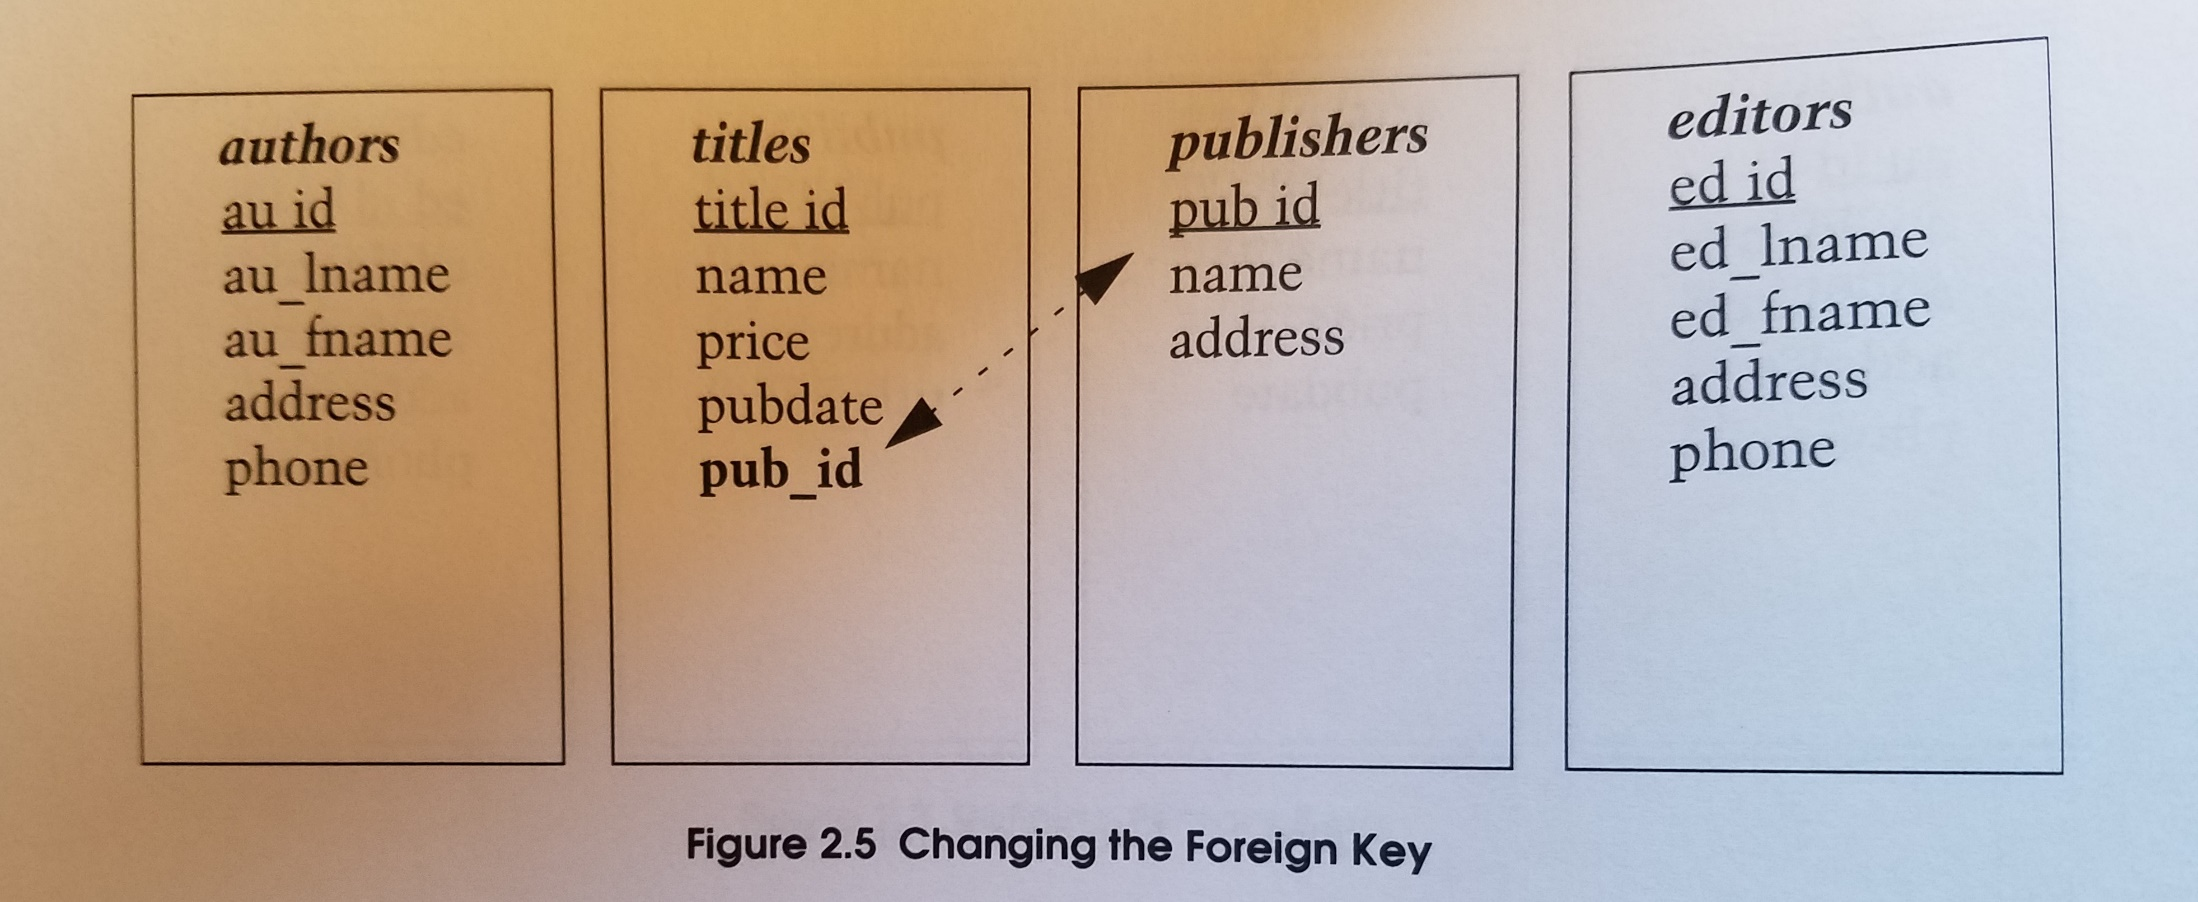 authors
au id
au_lname
au_fname
address
phone
titles
title id
name
price
pubdate
pub_id
publishers
pub id
name
address
editors
ed id
ed_lname
ed_fname
address
phone
Figure 2.5 Changing the Foreign Key